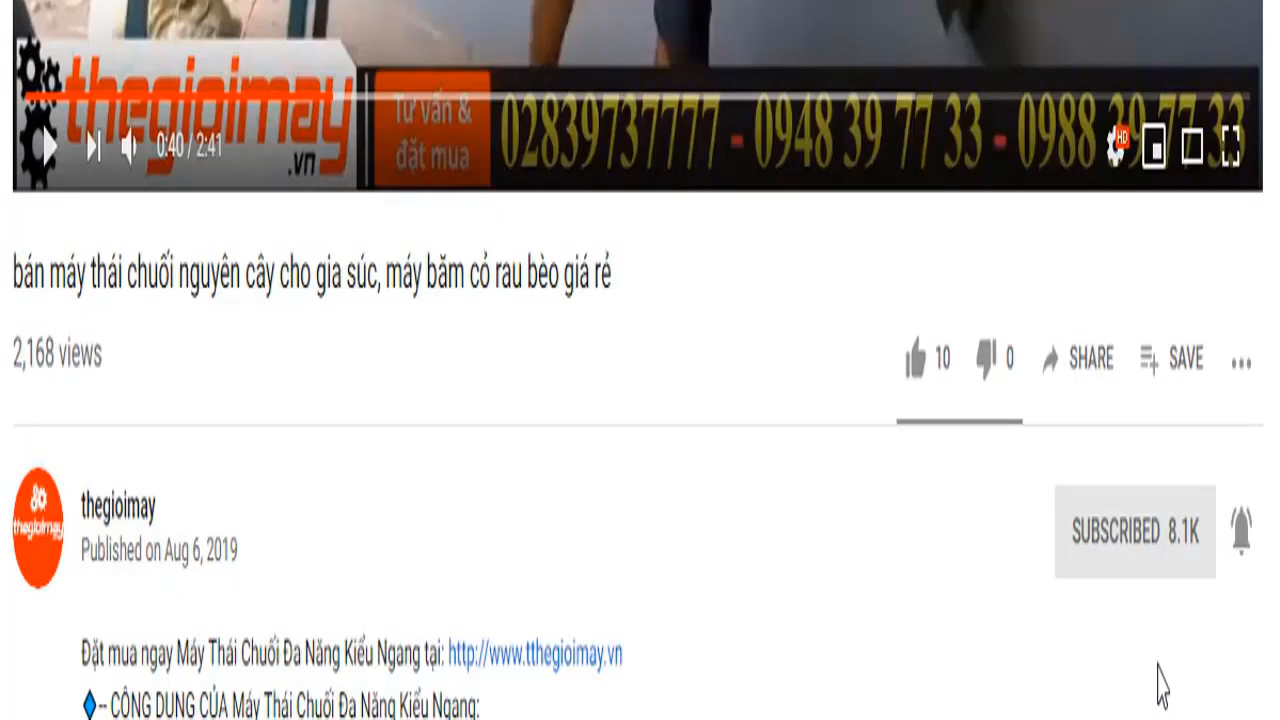 thegioimay
.vn
Tư vấn &
đặt mua
02839737777 - 0948 39 77 33 - 0988 39 77 33
0:40 / 2:41
HD
bán máy thái chuối nguyên cây cho gia súc, máy băm cỏ rau bèo giá rẻ
2,168 views
10 0 SHARE SAVE
thegioimay
thegioimay
Published on Aug 6, 2019
SUBSCRIBED 8.1K
Đặt mua ngay Máy Thái Chuối Đa Năng Kiểu Ngang tại: http://www.tthegioimay.vn
-- CÔNG DỤNG CỦA Máy Thái Chuối Đa Năng Kiểu Ngang: